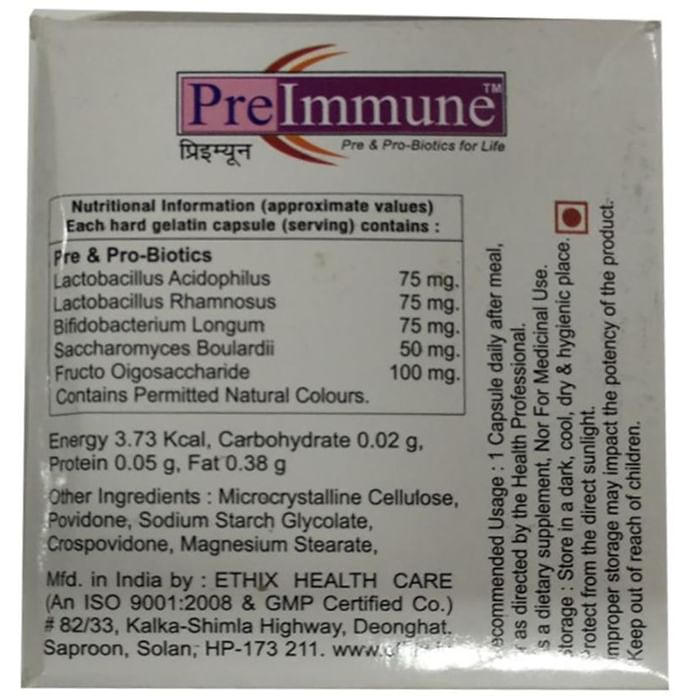 PreImmune™
प्रिइम्यून
Pre & Pro-Biotics for Life
Nutritional Information (approximate values)
Each hard gelatin capsule (serving) contains :
Pre & Pro-Biotics
Lactobacillus Acidophilus 75 mg.
Lactobacillus Rhamnosus 75 mg.
Bifidobacterium Longum 75 mg.
Saccharomyces Boulardii 50 mg.
Fructo Oigosaccharide 100 mg.
Contains Permitted Natural Colours.
Energy 3.73 Kcal, Carbohydrate 0.02 g,
Protein 0.05 g, Fat 0.38 g
Other Ingredients : Microcrystalline Cellulose,
Povidone, Sodium Starch Glycolate,
Crospovidone, Magnesium Stearate,
Mfd. in India by : ETHIX HEALTH CARE
(An ISO 9001:2008 & GMP Certified Co.)
# 82/33, Kalka-Shimla Highway, Deonghat,
Saproon, Solan, HP-173 211. www.
ecommended Usage : 1 Capsule daily after meal,
r as directed by the Health Professional.
s a dietary supplement, Nor For Medicinal Use.
torage : Store in a dark, cool, dry & hygienic place.
rotect from the direct sunlight.
mproper storage may impact the potency of the product.
Keep out of reach of children.